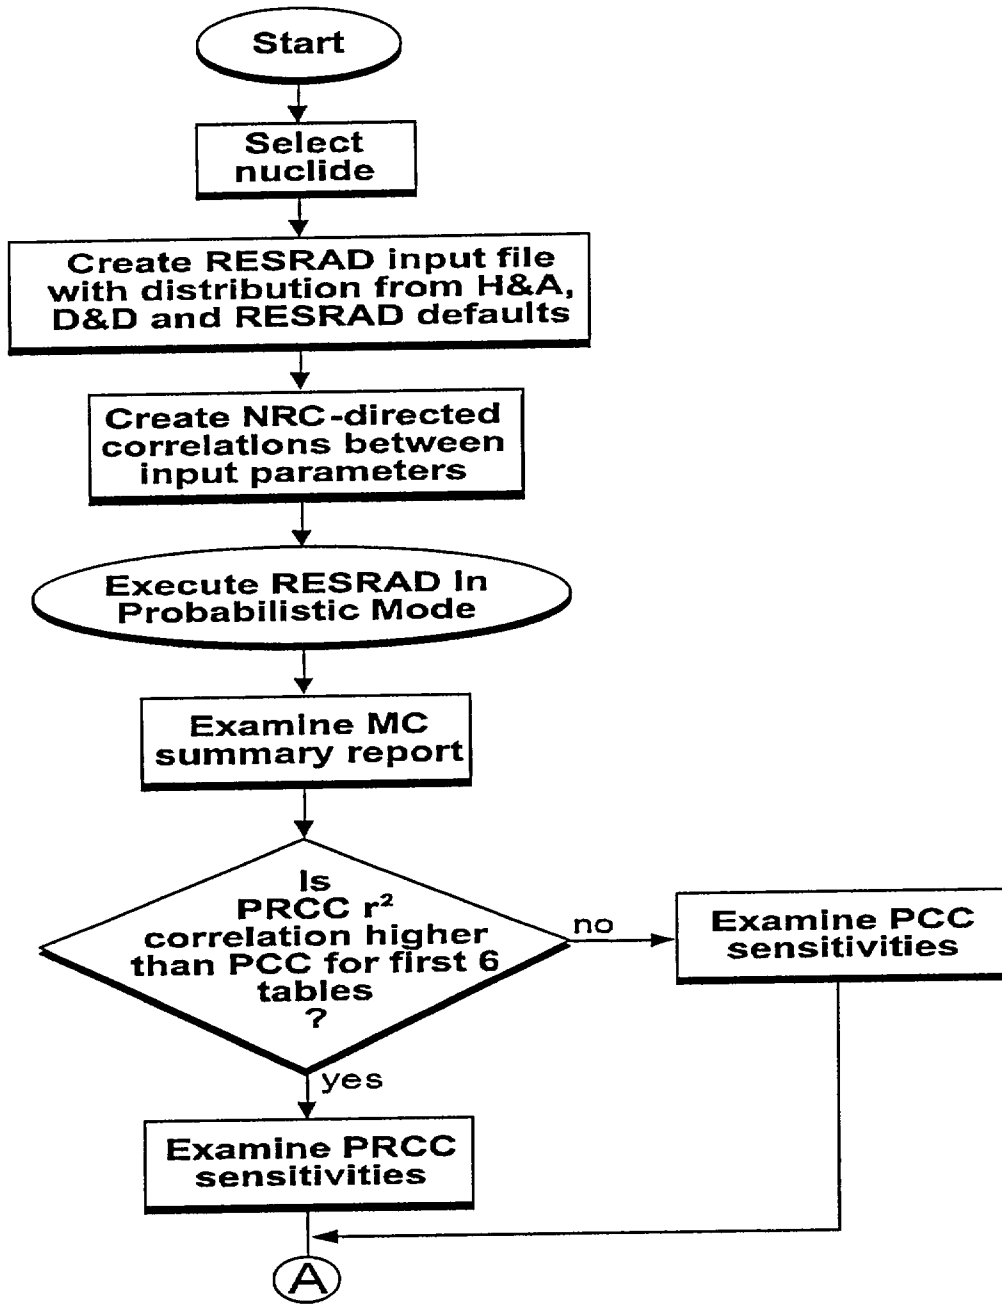 Start
Select
nuclide
Create RESRAD input file
with distribution from H&A,
D&D and RESRAD defaults
Create NRC-directed
correlations between
input parameters
Execute RESRAD in
Probabilistic Mode
Examine MC
summary report
Is
PRCC r²
correlation higher
than PCC for first 6
tables
?
no
Examine PCC
sensitivities
yes
Examine PRCC
sensitivities
A